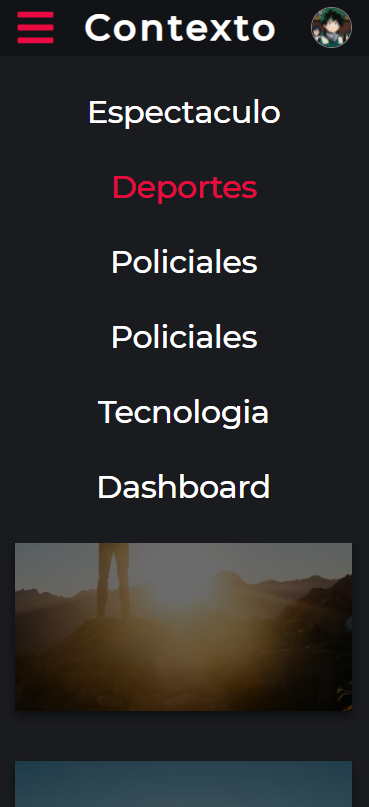 Contexto
Espectaculo
Deportes
Policiales
Policiales
Tecnologia
Dashboard